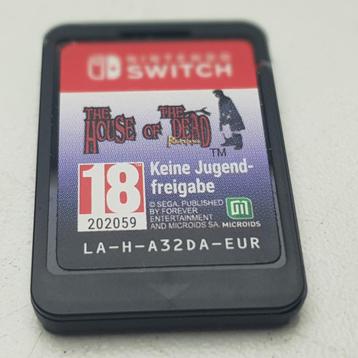 NINTENDO
SWITCH
THE HOUSE OF THE DEAD
Remake
TM
18
202059
Keine Jugend-
freigabe
© SEGA. PUBLISHED
BY FOREVER
ENTERTAINMENT
AND MICROIDS SA.
MICROIDS
LA-H-A32DA-EUR